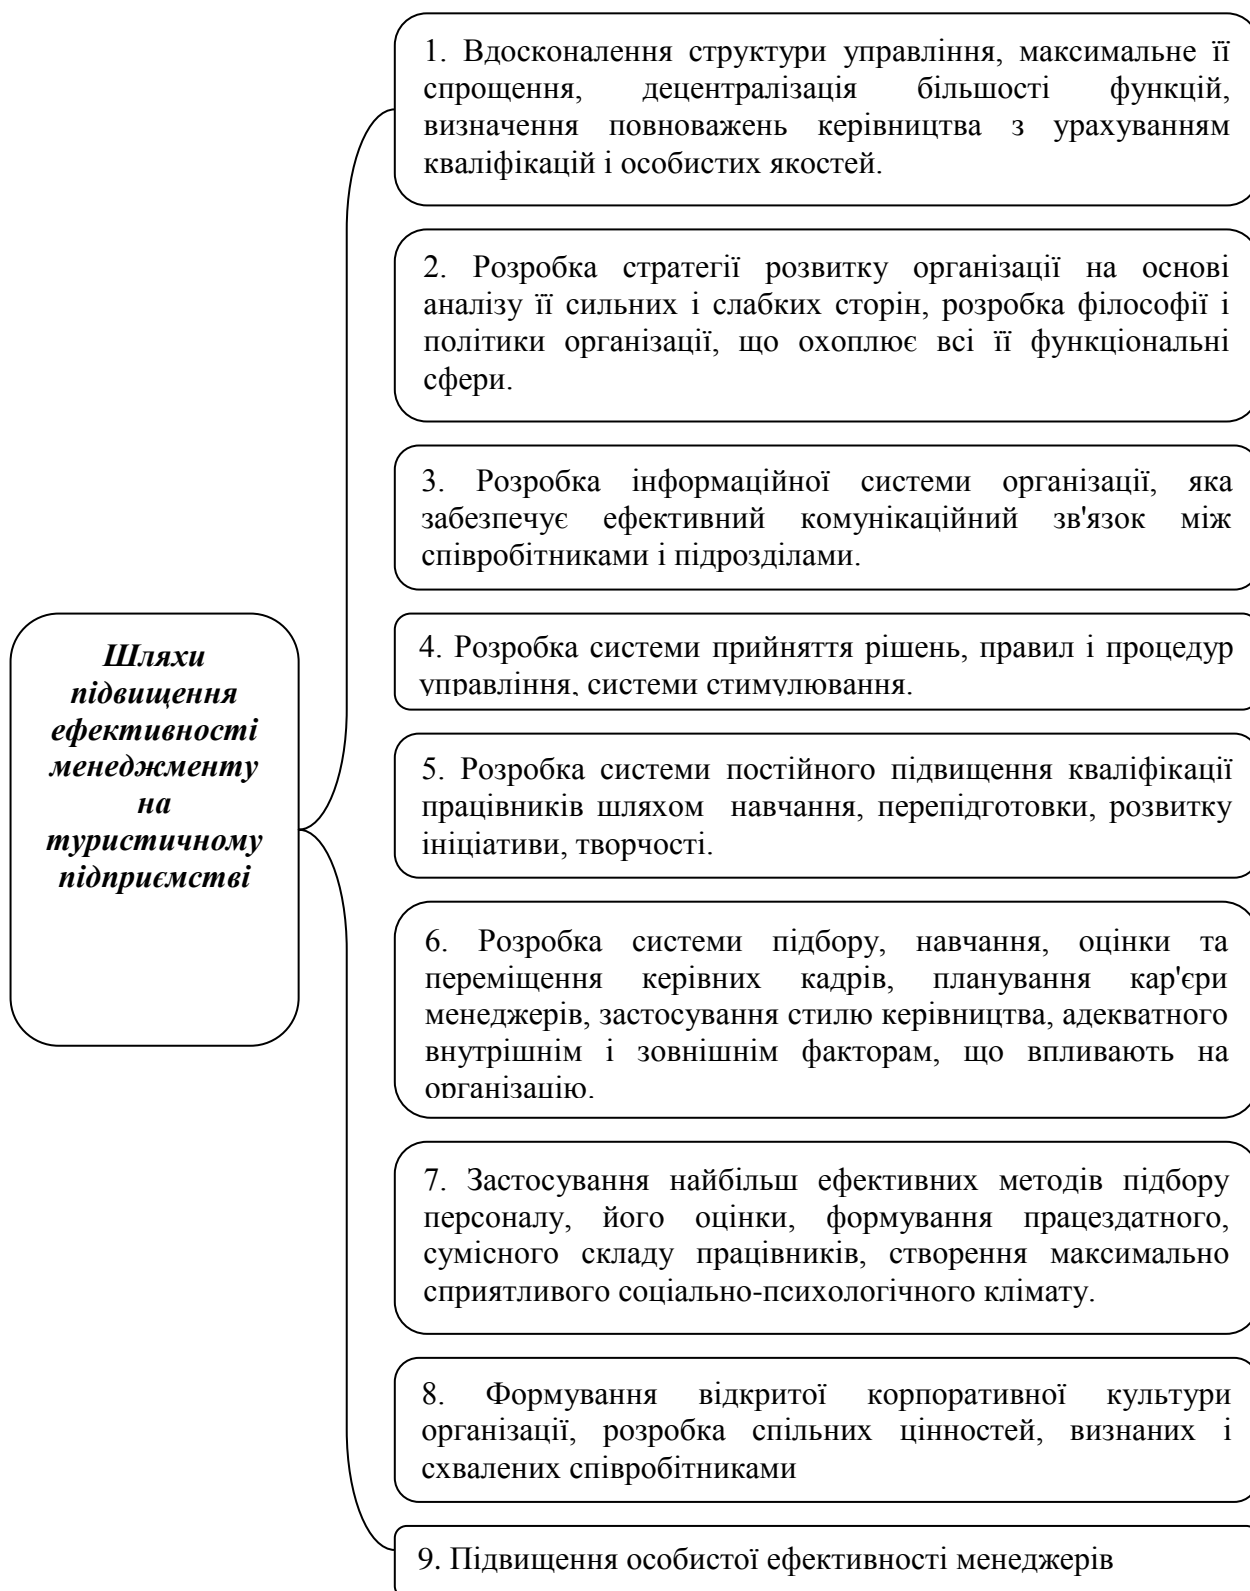 1. Вдосконалення структури управління, максимальне її
спрощення, децентралізація більшості функцій,
визначення повноважень керівництва з урахуванням
кваліфікацій і особистих якостей.
2. Розробка стратегії розвитку організації на основі
аналізу її сильних і слабких сторін, розробка філософії і
політики організації, що охоплює всі її функціональні
сфери.
3. Розробка інформаційної системи організації, яка
забезпечує ефективний комунікаційний зв'язок між
співробітниками і підрозділами.
Шляхи
підвищення
ефективності
менеджменту
на
туристичному
підприємстві
4. Розробка системи прийняття рішень, правил і процедур
управління, системи стимулювання.
5. Розробка системи постійного підвищення кваліфікації
працівників шляхом навчання, перепідготовки, розвитку
ініціативи, творчості.
6. Розробка системи підбору, навчання, оцінки та
переміщення керівних кадрів, планування кар'єри
менеджерів, застосування стилю керівництва, адекватного
внутрішнім і зовнішнім факторам, що впливають на
організацію.
7. Застосування найбільш ефективних методів підбору
персоналу, його оцінки, формування працездатного,
сумісного складу працівників, створення максимально
сприятливого соціально-психологічного клімату.
8. Формування відкритої корпоративної культури
організації, розробка спільних цінностей, визнаних і
схвалених співробітниками
9. Підвищення особистої ефективності менеджерів